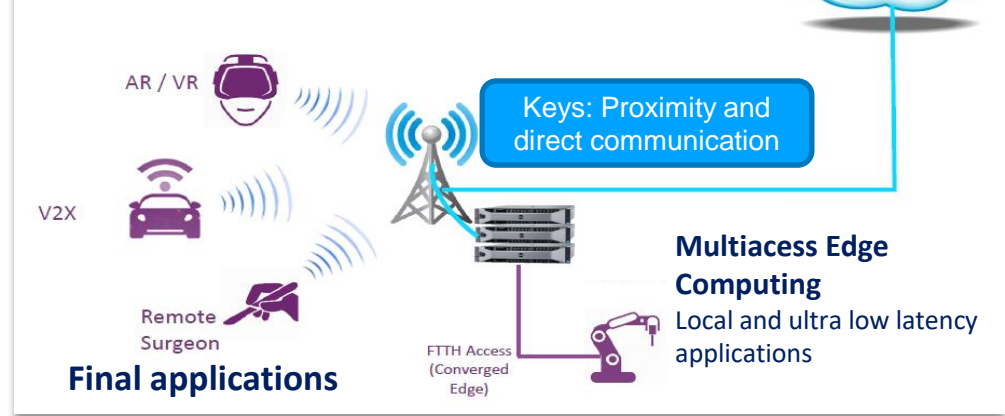 AR / VR
Keys: Proximity and
direct communication
V2X
Multiacess Edge
Computing
Local and ultra low latency
applications
Remote
Surgeon
FTTH Access
(Converged
Edge)
Final applications